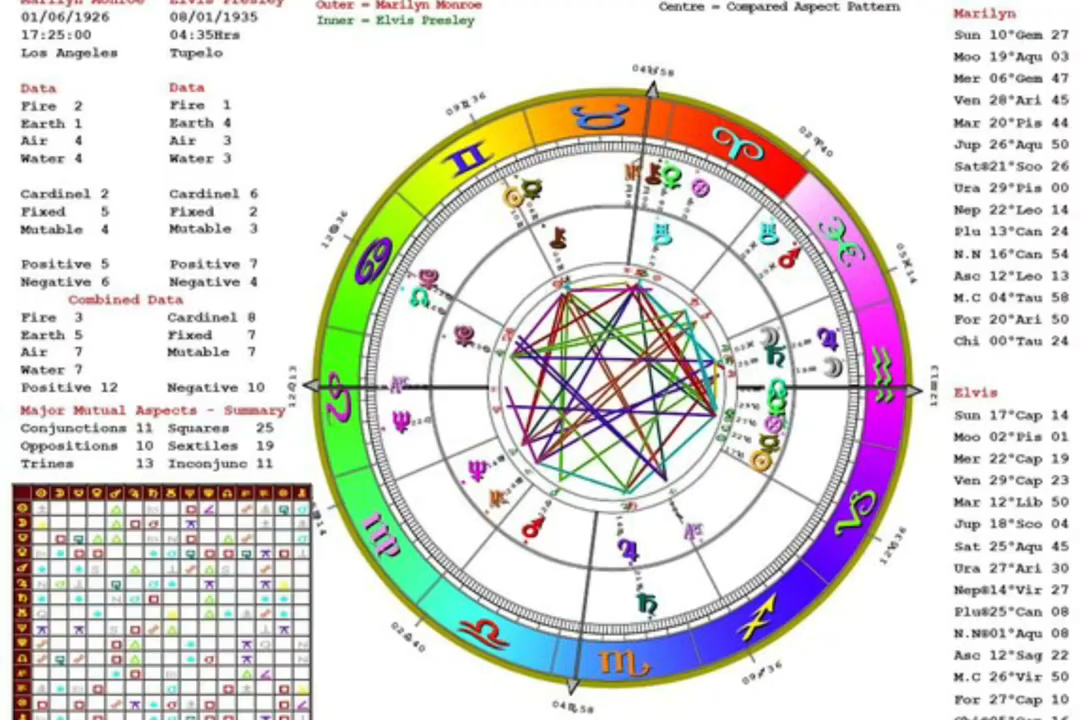 Marilyn Monroe Elvis Presley
01/06/1926 08/01/1935
17:25:00 04:35Hrs
Los Angeles Tupelo
Data Data
Fire 2 Fire 1
Earth 1 Earth 4
Air 4 Air 3
Water 4 Water 3
Cardinel 2 Cardinel 6
Fixed 5 Fixed 2
Mutable 4 Mutable 3
Positive 5 Positive 7
Negative 6 Negative 4
Combined Data
Fire 3 Cardinel 8
Earth 5 Fixed 7
Air 7 Mutable 7
Water 7
Positive 12 Negative 10
Major Mutual Aspects - Summary
Conjunctions 11 Squares 25
Oppositions 10 Sextiles 19
Trines 13 Inconjunc 11
Outer = Marilyn Monroe
Inner = Elvis Presley
Centre = Compared Aspect Pattern
Marilyn
Sun 10°Gem 27
Moo 19°Aqu 03
Mer 06°Gem 47
Ven 28°Ari 45
Mar 20°Pis 44
Jup 26°Aqu 50
Sat®21°Sco 26
Ura 29°Pis 00
Nep 22°Leo 14
Plu 13°Can 24
N.N 16°Can 54
Asc 12°Leo 13
M.C 04°Tau 58
For 20°Ari 50
Chi 00°Tau 24
Elvis
Sun 17°Cap 14
Moo 02°Pis 01
Mer 22°Cap 19
Ven 29°Cap 23
Mar 12°Lib 50
Jup 18°Sco 04
Sat 25°Aqu 45
Ura 27°Ari 30
Nep®14°Vir 27
Plu®25°Can 08
N.N®01°Aqu 08
Asc 12°Sag 22
M.C 26°Vir 50
For 27°Cap 10